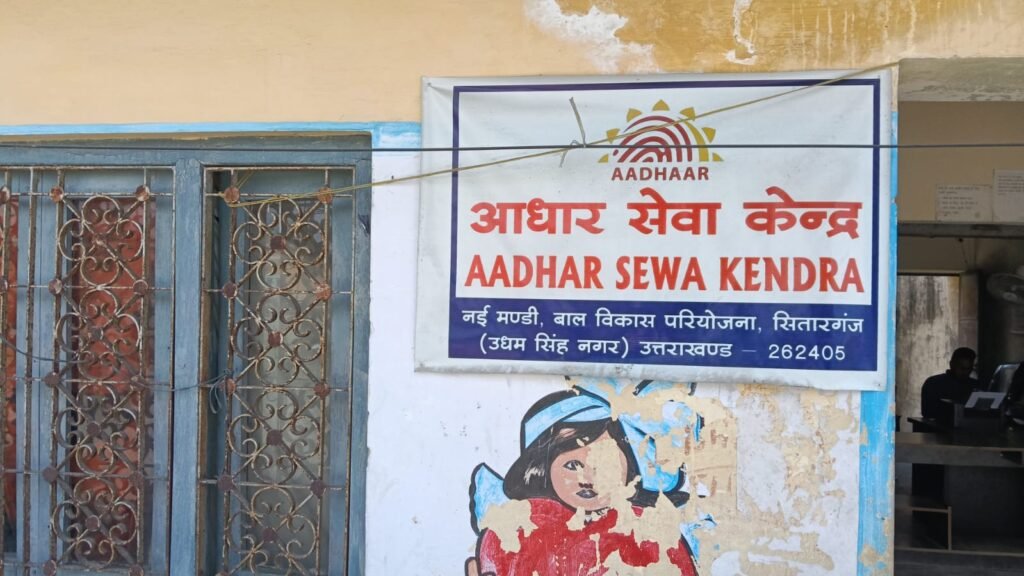 AADHAAR
आधार सेवा केन्द्र
AADHAR SEWA KENDRA
नई मण्डी, बाल विकास परियोजना, सितारगंज
(उधम सिंह नगर) उत्तराखण्ड – 262405